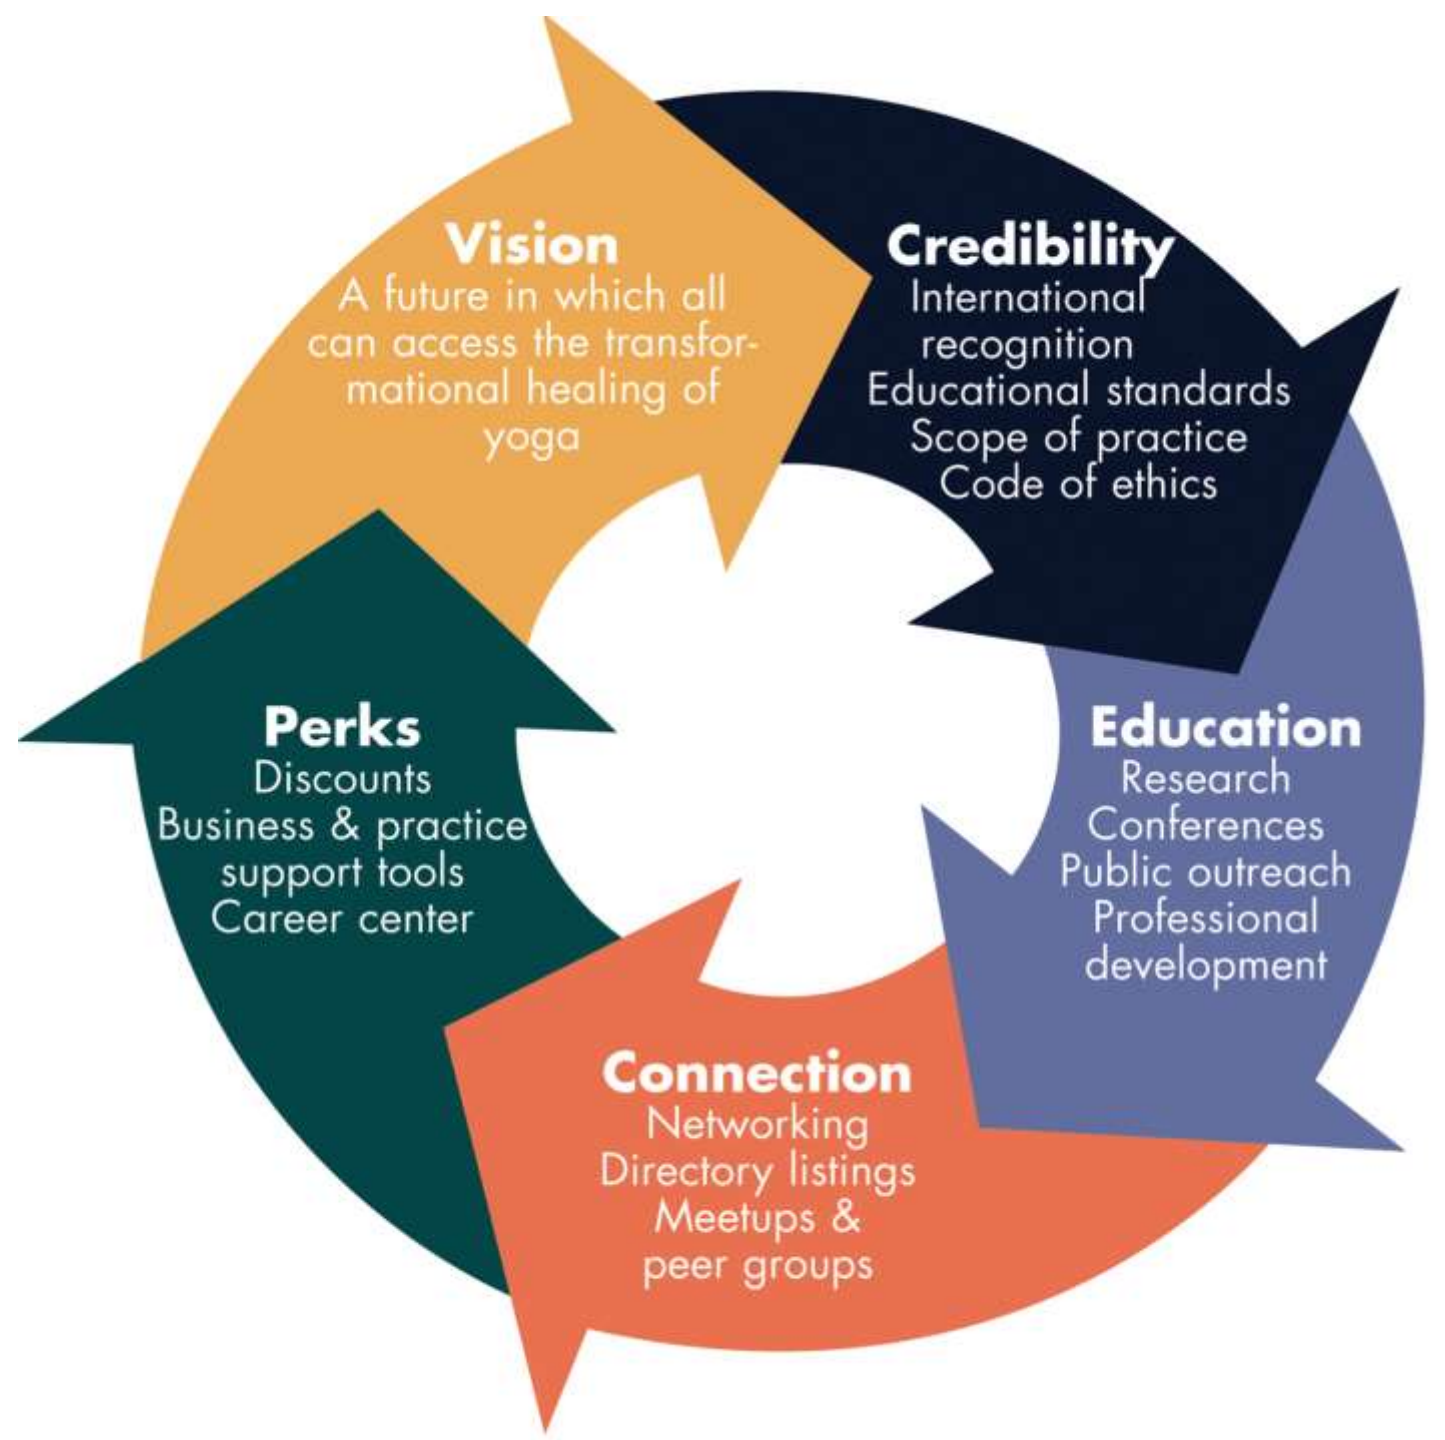 Vision
A future in which all
can access the transfor-
mational healing of
yoga
Credibility
International
recognition
Educational standards
Scope of practice
Code of ethics
Education
Research
Conferences
Public outreach
Professional
development
Connection
Networking
Directory listings
Meetups &
peer groups
Perks
Discounts
Business & practice
support tools
Career center